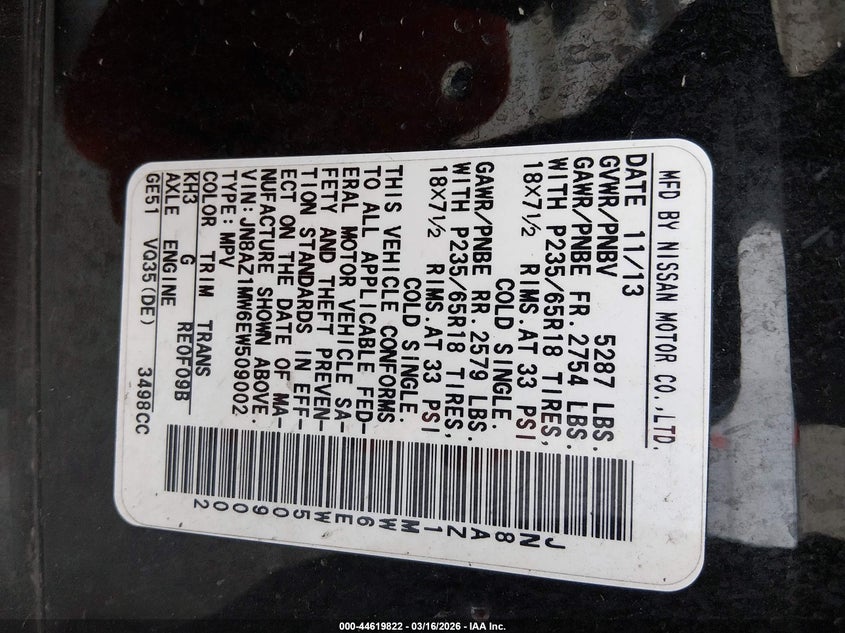 MFD BY NISSAN MOTOR CO.,LTD.
DATE 11/13
GVWR/PNBV 5287 LBS.
GAWR/PNBE FR. 2754 LBS.
WITH P235/65R18 TIRES,
18X7½ RIMS.AT 33 PSI
COLD SINGLE.
GAWR/PNBE RR. 2579 LBS.
WITH P235/65R18 TIRES,
18X7½ RIMS.AT 33 PSI
COLD SINGLE.
THIS VEHICLE CONFORMS
TO ALL APPLICABLE FED-
ERAL MOTOR VEHICLE SA-
FETY AND THEFT PREVEN-
TION STANDARDS IN EFF-
ECT ON THE DATE OF MA
NUFACTURE SHOWN ABOVE.
VIN:JN8AZ1MW6EW509002
TYPE:MPV
COLOR TRIM TRANS
KH3 G RE0F09B
AXLE ENGINE
GE51 VQ35(DE) 3498CC
JN8AZ1MW6EW509002
000-44619822 - 03/16/2026 - IAA Inc.